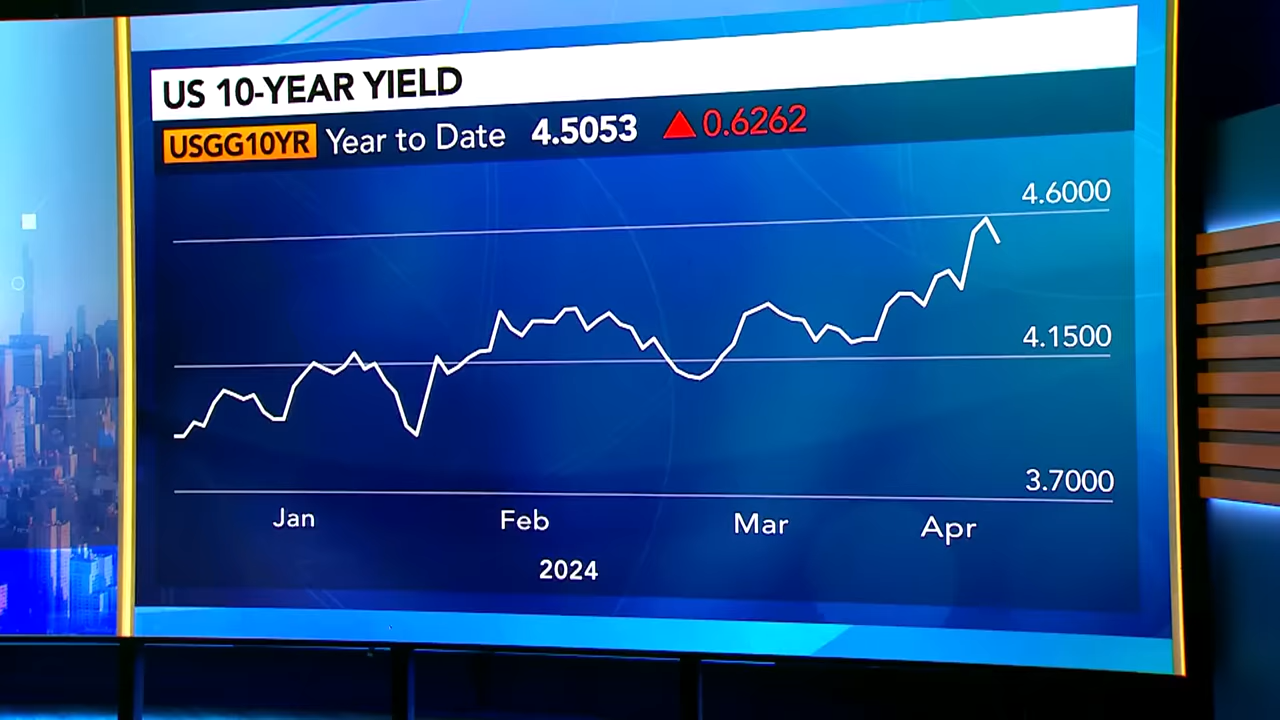 US 10-YEAR YIELD
USGG10YR Year to Date 4.5053 ▲0.6262
4.6000
4.1500
3.7000
Jan Feb Mar Apr
2024